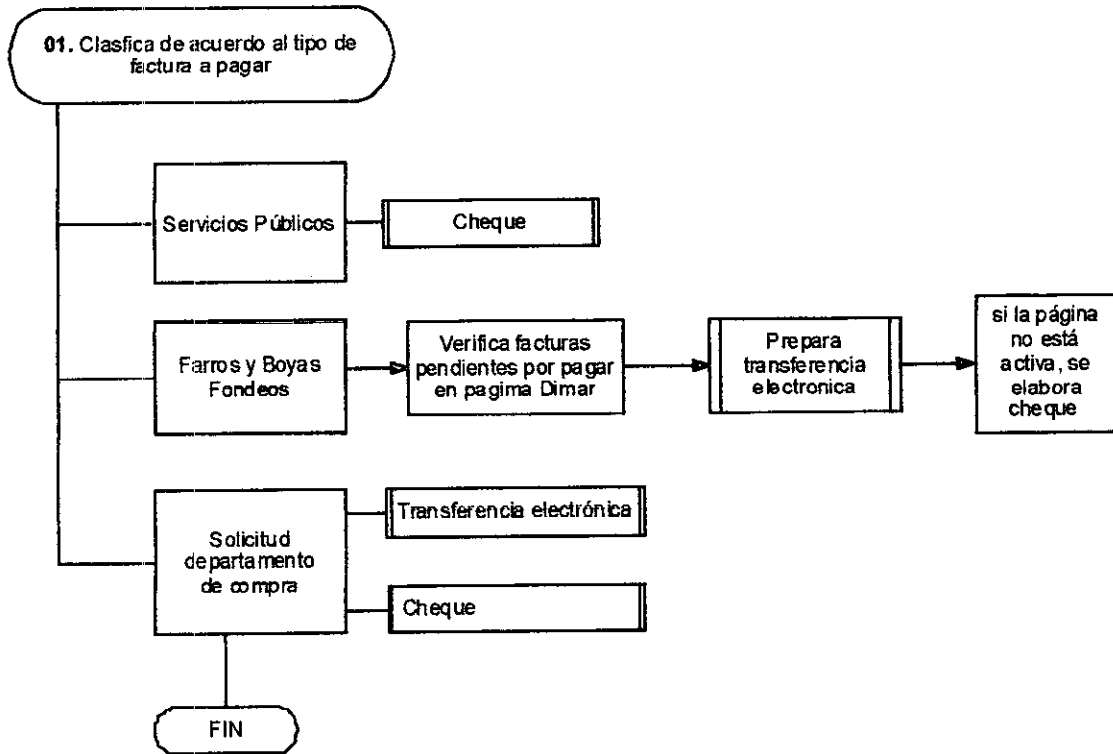 01. Clasfica de acuerdo al tipo de
factura a pagar
Servicios Públicos
Cheque
Farros y Boyas
Fondeos
Verifica facturas
pendientes por pagar
en pagima Dimar
Prepara
transferencia
electronica
si la página
no está
activa, se
elabora
cheque
Solicitud
departamento
de compra
Transferencia electrónica
Cheque
FIN